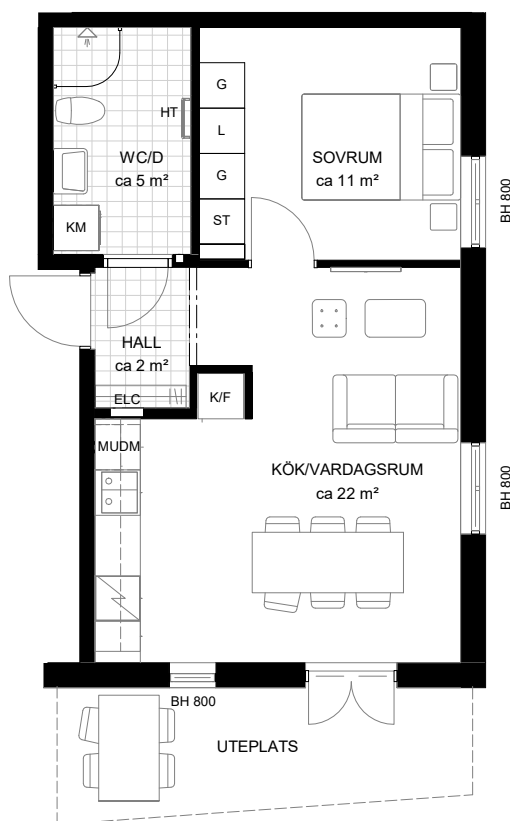 G
HT
L
WC/D
ca 5 m²
SOVRUM
ca 11 m²
G
ST
KM
BH 800
HALL
ca 2 m²
ELC
K/F
MUDM
KÖK/VARDAGSRUM
ca 22 m²
BH 800
BH 800
UTEPLATS